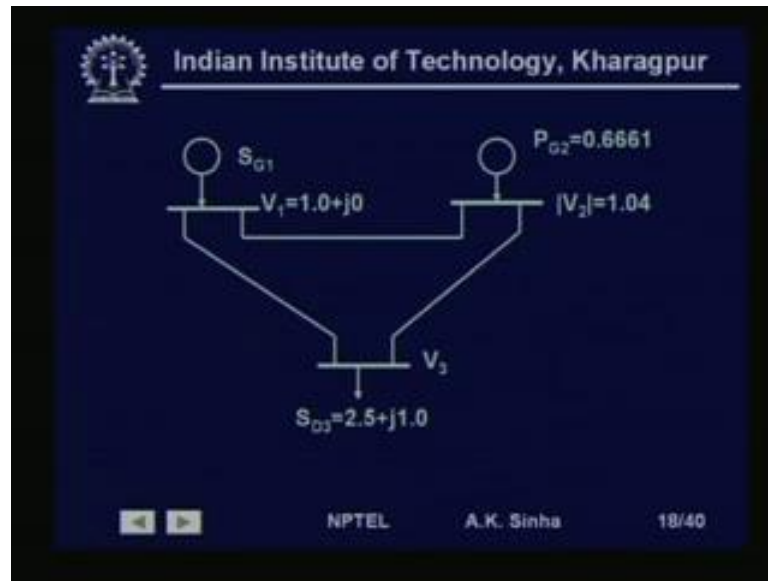 Indian Institute of Technology, Kharagpur
S_G1
P_G2=0.6661
V_1=1.0+j0
|V_2|=1.04
V_3
S_D3=2.5+j1.0
NPTEL A.K. Sinha 18/40